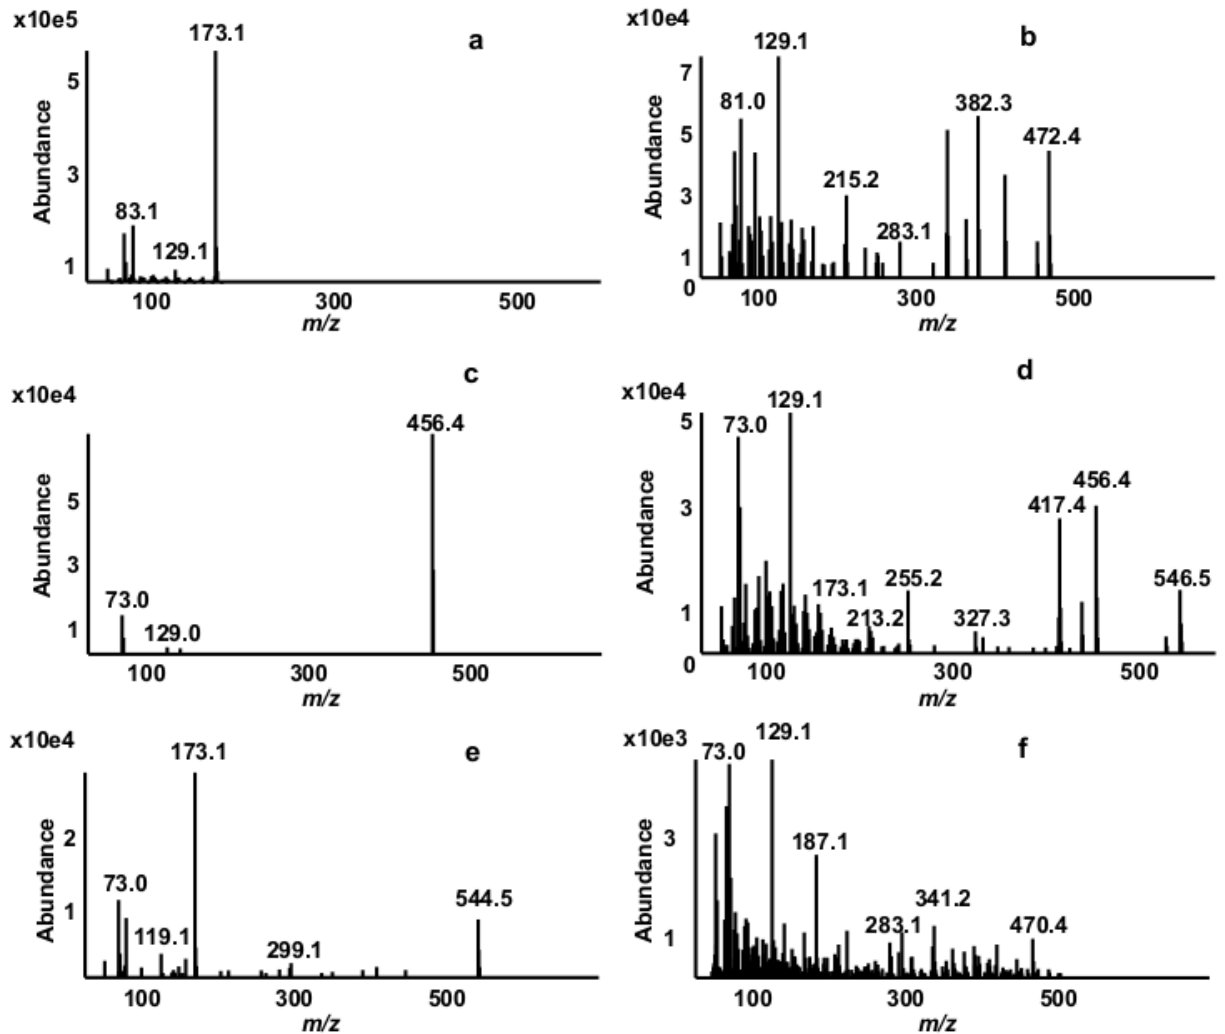 x10e5
173.1
a
5
3
1
Abundance
83.1
129.1
100 300 500
m/z
x10e4
129.1
b
7
5
3
1
0
Abundance
81.0
382.3
472.4
215.2
283.1
100 300 500
m/z
x10e4
c
456.4
5
3
1
Abundance
73.0
129.0
100 300 500
m/z
x10e4
129.1
d
5
3
1
0
Abundance
73.0
456.4
417.4
546.5
173.1
255.2
213.2
327.3
100 300 500
m/z
x10e4
173.1
e
2
1
Abundance
73.0
544.5
119.1
299.1
100 300 500
m/z
x10e3
73.0
129.1
f
3
1
Abundance
187.1
341.2
283.1
470.4
100 300 500
m/z